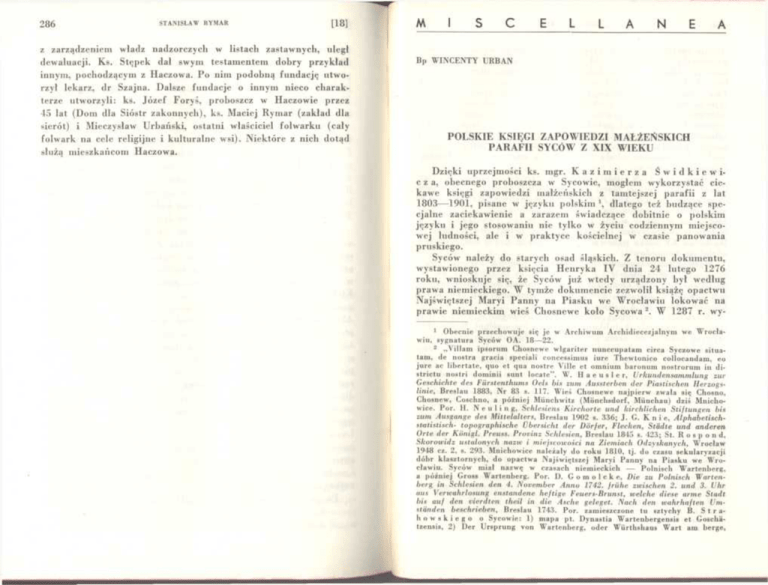 286 STANISŁAW RYMAR [18]
z zarządzeniem władz nadzorczych w listach zastawnych, uległ
dewaluacji. Ks. Stępek dał swym testamentem dobry przykład
innym, pochodzącym z Haczowa. Po nim podobną fundację utwo-
rzył lekarz, dr Szajna. Dalsze fundacje o innym nieco charak-
terze utworzyli: ks. Józef Foryś, proboszcz w Haczowie przez
45 lat (Dom dla Sióstr zakonnych), ks. Maciej Rymar (zakład dla
sierót) i Mieczysław Urbański, ostatni właściciel folwarku (cały
folwark na cele religijne i kulturalne wsi). Niektóre z nich dotąd
służą mieszkańcom Haczowa.
MISCELLANEA
Bp WINCENTY URBAN
POLSKIE KSIĘGI ZAPOWIEDZI MAŁŻEŃSKICH
PARAFII SYCÓW Z XIX WIEKU
Dzięki uprzejmości ks. mgr. Kazimierza Świdkiewi-
cza, obecnego proboszcza w Sycowie, mogłem wykorzystać cie-
kawe księgi zapowiedzi małżeńskich z tamtejszej parafii z lat
1803—1901, pisane w języku polskim ¹, dlatego też budzące spe-
cjalne zaciekawienie a zarazem świadczące dobitnie o polskim
języku i jego stosowaniu nie tylko w życiu codziennym miejsco-
wej ludności, ale i w praktyce kościelnej w czasie panowania
pruskiego.
Syców należy do starych osad śląskich. Z tenoru dokumentu,
wystawionego przez księcia Henryka IV dnia 24 lutego 1276
roku, wnioskuje się, że Syców już wtedy urządzony był według
prawa niemieckiego. W tymże dokumencie zezwolił książę opactwu
Najświętszej Maryi Panny na Piasku we Wrocławiu lokować na
prawie niemieckim wieś Chosnewe koło Sycowa ². W 1287 r. wy-
¹ Obecnie przechowuje się je w Archiwum Archidiecezjalnym we Wrocła-
wiu, sygnatura Syców OA. 18—22.
² „Villam ipsorum Chosnewe wlgariter nuncupatam circa Syczowe situa-
tam, de nostra gracia speciali concessimus iure Thewtonico collocandam, eo
jure ac libertate, quo et qua nostre Ville et omnium baronum nostrorum in di-
strictu nostri dominii sunt locate". W. Haeusler, Urkundensammlung zur
Geschichte des Fürstenthums Oels bis zum Aussterben der Piastischen Herzogs-
linie, Breslau 1883, Nr 83 s. 117. Wieś Chosnewe najpierw zwała się Chosno,
Chosnew, Coschno, a później Münchwitz (Mönchsdorf, Münchau) dziś Mnicho-
wice. Por. H. Neuling, Schlesiens Kirchorte und kirchlichen Stiftungen bis
zum Ausgange des Mittelalters, Breslau 1902 s. 336; J. G. Knie, Alphabetisch-
statistisch- topographische Übersicht der Dörfer, Flecken, Städte und anderen
Orte der Königl. Preuss. Provinz Schlesien, Breslau 1845 s. 423; St. Rospond,
Skorowidz ustalonych nazw i miejscowości na Ziemiach Odzyskanych, Wrocław
1948 cz. 2, s. 293. Mnichowice należały do roku 1810, tj. do czasu sekularyzacji
dóbr klasztornych, do opactwa Najświętszej Maryi Panny na Piasku we Wro-
cławiu. Syców miał nazwę w czasach niemieckich — Polnisch Wartenberg,
a później Gross Wartenberg. Por. D. Gomolcke, Die zu Polnisch Warten-
berg in Schlesien den 4. November Anno 1742. frühe zwischen 2. und 3. Uhr
aus Verwahrlosung enstandene heftige Feuers-Brunst, welche diese arme Stadt
bis auf den vierdten theil in die Asche geleget. Nach den wahrhaften Um-
ständen beschrieben, Breslau 1743. Por. zamieszczone tu sztychy B. Stra-
chowskiego o Sycowie: 1) mapa pt. Dynastia Wartenbergensis et Goschü-
tzensis, 2) Der Ursprung von Wartenberg, oder Würthshaus Wart am berge,